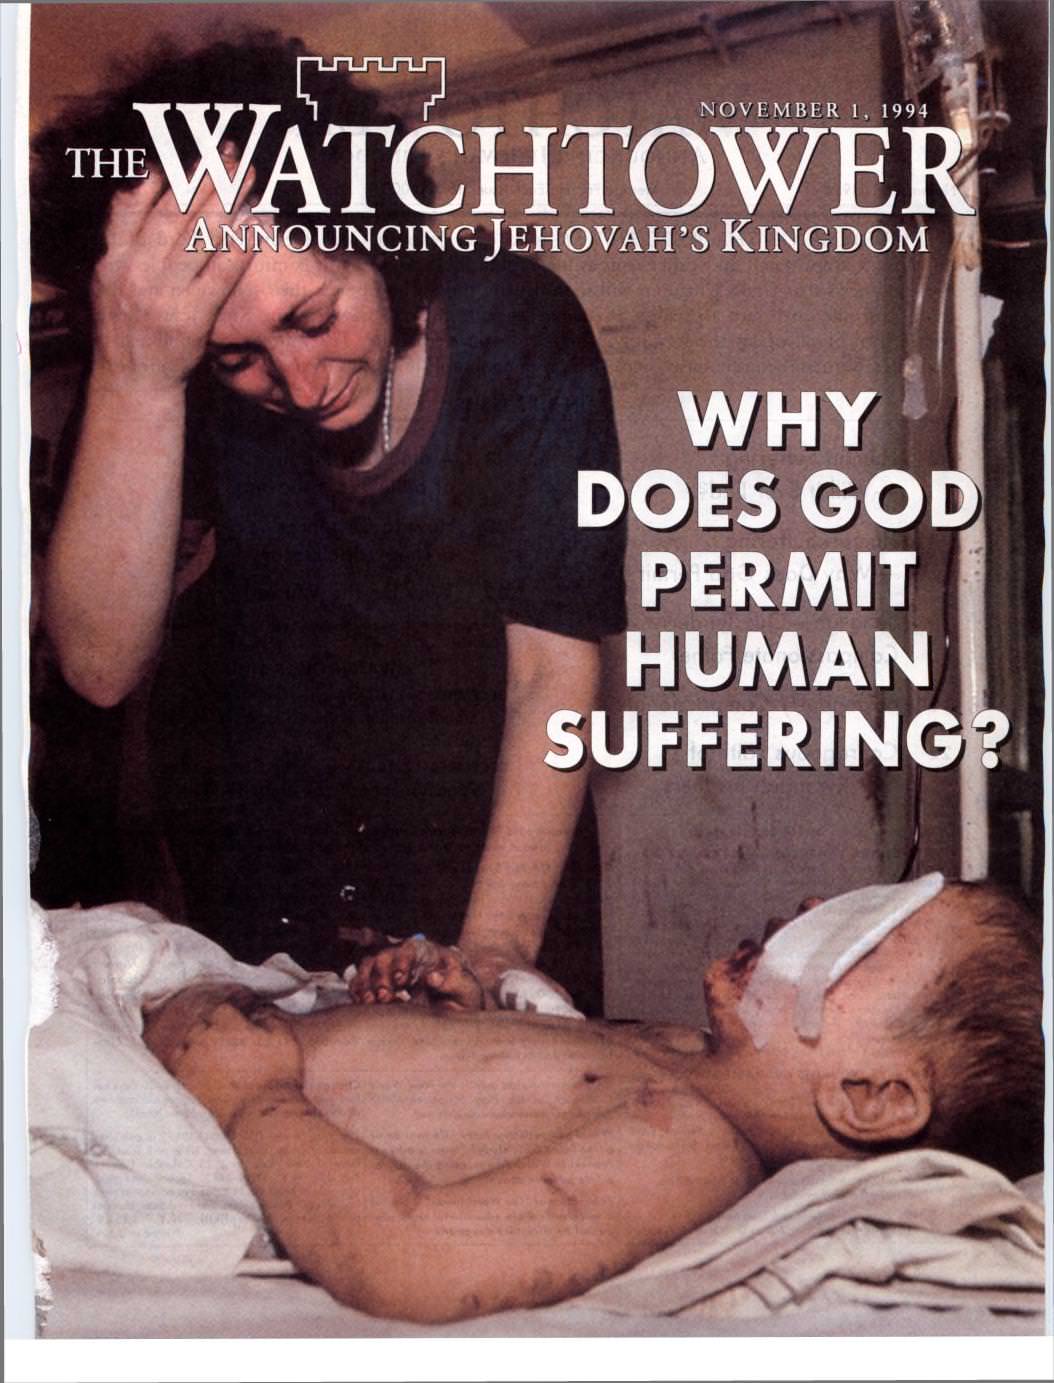 NOVEMBER 1, 1994
THE WATCHTOWER
ANNOUNCING JEHOVAH'S KINGDOM
WHY
DOES GOD
PERMIT
HUMAN
SUFFERING?